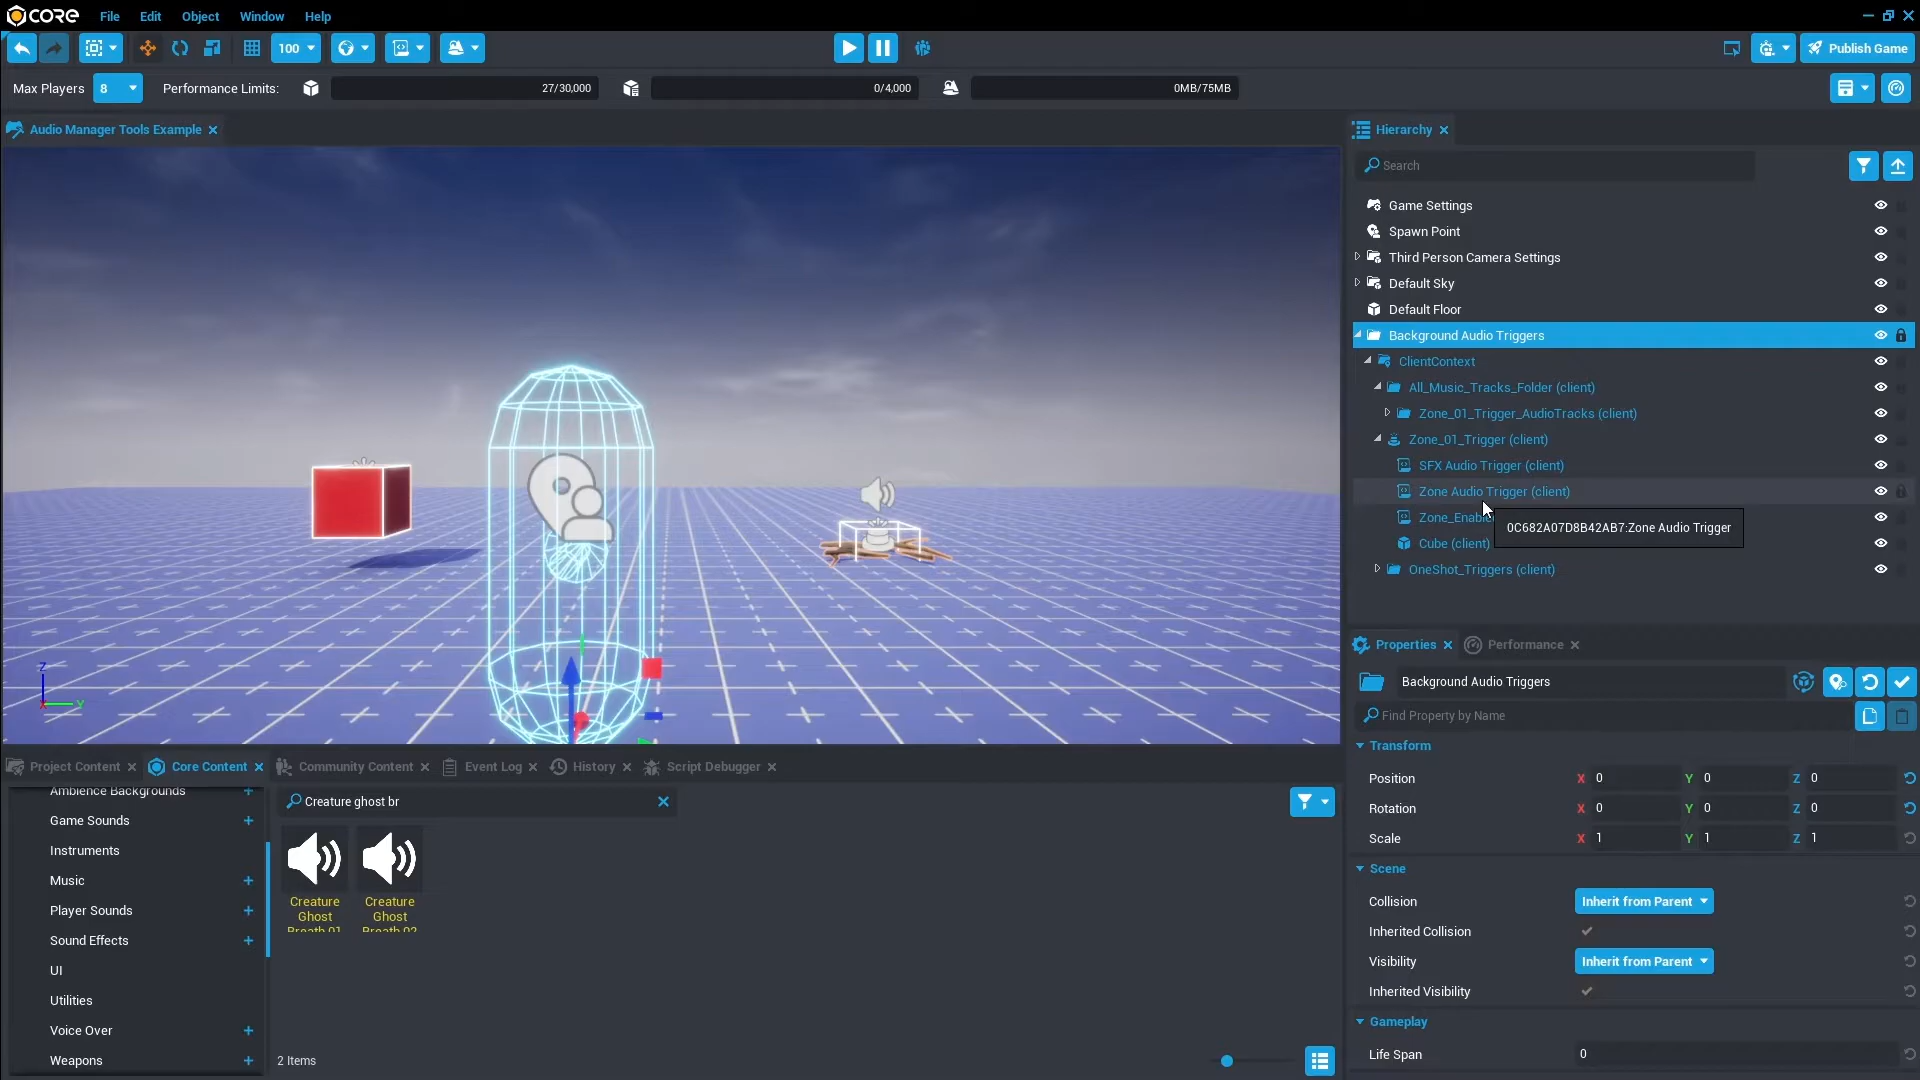 CORE File Edit Object Window Help
100 Publish Game
Max Players 8 Performance Limits: 27/30,000 0/4,000 0MB/75MB
Audio Manager Tools Example
Hierarchy
Search
Game Settings
Spawn Point
Third Person Camera Settings
Default Sky
Default Floor
Background Audio Triggers
ClientContext
All_Music_Tracks_Folder (client)
Zone_01_Trigger_AudioTracks (client)
Zone_01_Trigger (client)
SFX Audio Trigger (client)
Zone Audio Trigger (client)
0C682A07D8B42AB7:Zone Audio Trigger
Cube (client)
OneShot_Triggers (client)
Z
X Y
Properties Performance
Background Audio Triggers
Find Property by Name
Transform
Position X 0 Y 0 Z 0
Rotation X 0 Y 0 Z 0
Scale X 1 Y 1 Z 1
Scene
Collision Inherit from Parent
Inherited Collision
Visibility Inherit from Parent
Inherited Visibility
Gameplay
Life Span 0
Project Content Core Content Community Content Event Log History Script Debugger
Ambience Backgrounds
Game Sounds
Instruments
Music
Player Sounds
Sound Effects
UI
Utilities
Voice Over
Weapons
Creature ghost br
Creature
Ghost
Breath 01
Creature
Ghost
Breath 02
2 Items